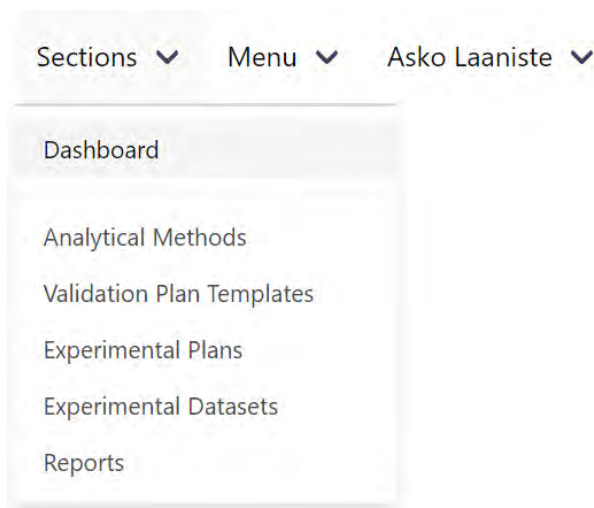 Sections Menu Asko Laaniste
Dashboard
Analytical Methods
Validation Plan Templates
Experimental Plans
Experimental Datasets
Reports